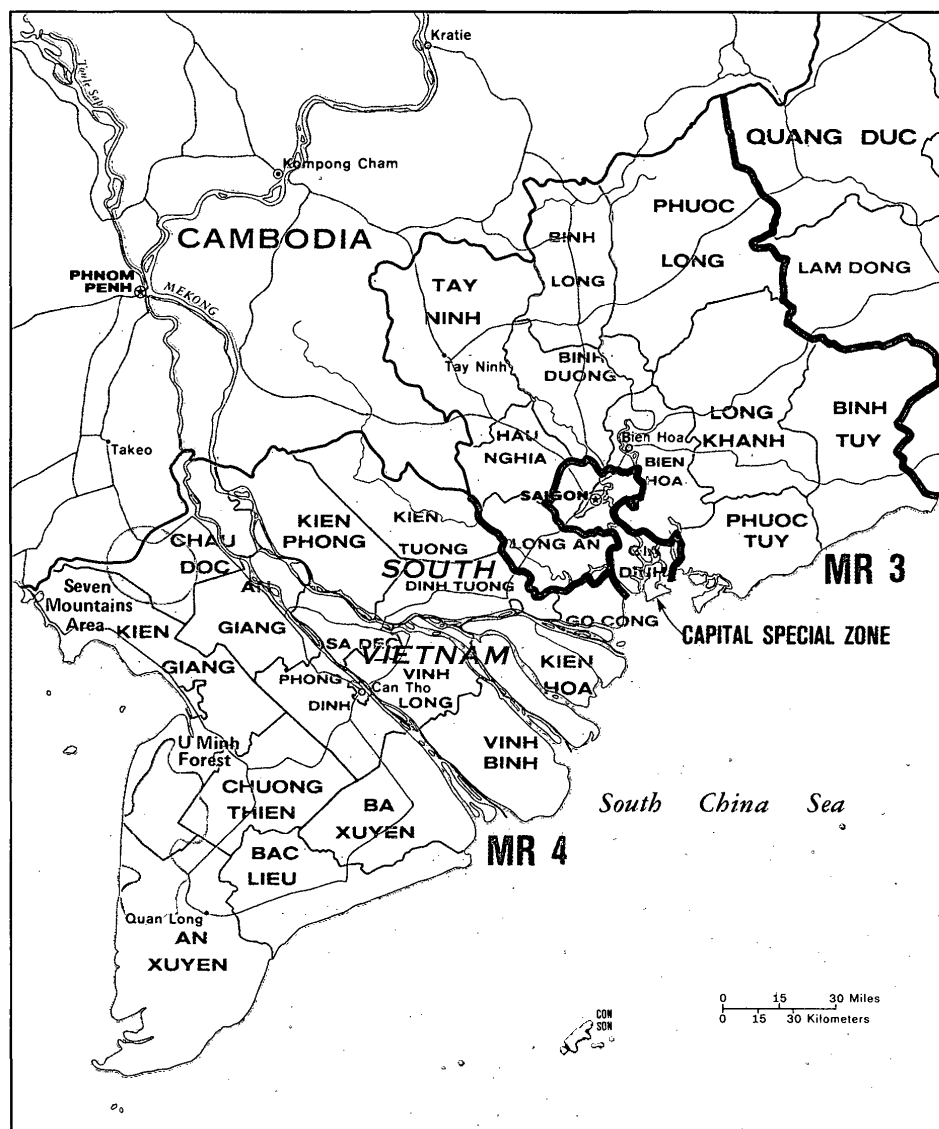 Kratie
Tonle Sap
QUANG DUC
Kompong Cham
PHUOC
LONG
CAMBODIA
BINH
LONG
LAM DONG
PHNOM
PENH
MEKONG
TAY
NINH
Tay Ninh
BINH
DUONG
LONG
KHANH
BINH
TUY
Takeo
HAU
NGHIA
Bien Hoa
BIEN
HOA
SAIGON
KIEN
PHONG
KIEN
TUONG
PHUOC
TUY
CHAU
DOC
LONG AN
GIA
DINH
MR 3
SOUTH
DINH TUONG
Seven
Mountains
Area
AN
GIANG
GO CONG
CAPITAL SPECIAL ZONE
KIEN
GIANG
SA DEC
VIETNAM
KIEN
HOA
PHONG
DINH
Can Tho
VINH
LONG
U Minh
Forest
VINH
BINH
CHUONG
THIEN
BA
XUYEN
South China Sea
BAC
LIEU
MR 4
Quan Long
AN
XUYEN
0 15 30 Miles
0 15 30 Kilometers
CON
SON